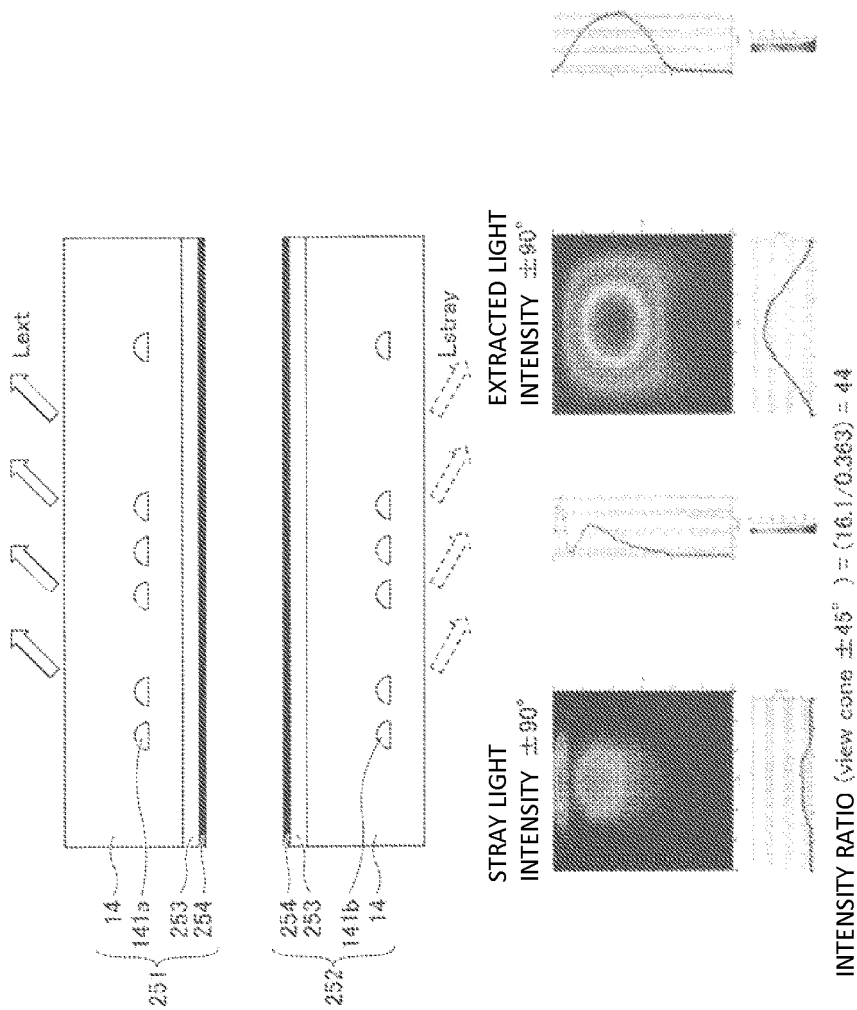 Lext
14
141a
253
254
251
254
253
141b
14
252
Lstray
STRAY LIGHT
INTENSITY ±90°
EXTRACTED LIGHT
INTENSITY ±90°
INTENSITY RATIO (view cone ±45° ) = (16.1/0.363) = 44